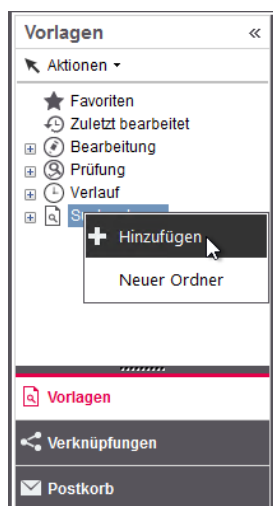 Vorlagen «
Aktionen
Favoriten
Zuletzt bearbeitet
Bearbeitung
Prüfung
Verlauf
Hinzufügen
Neuer Ordner
Vorlagen
Verknüpfungen
Postkorb